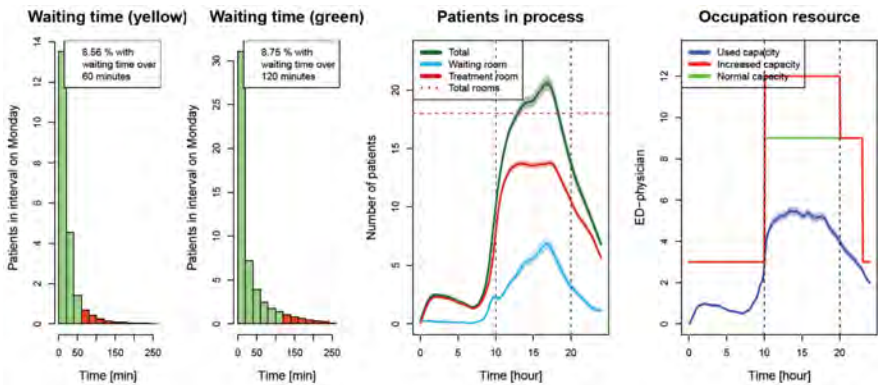 Waiting time (yellow)
Patients in interval on Monday
14
12
10
8
6
4
2
0
8.56 % with
waiting time over
60 minutes
0
50
150
250
Time [min]
Waiting time (green)
Patients in interval on Monday
30
25
20
15
10
5
0
8.75 % with
waiting time over
120 minutes
0
50
150
250
Time [min]
Patients in process
Number of patients
20
15
10
5
0
Total
Waiting room
Treatment room
Total rooms
0
5
10
15
20
Time [hour]
Occupation resource
ED-physician
12
10
8
6
4
2
0
Used capacity
Increased capacity
Normal capacity
0
5
10
15
20
Time [hour]